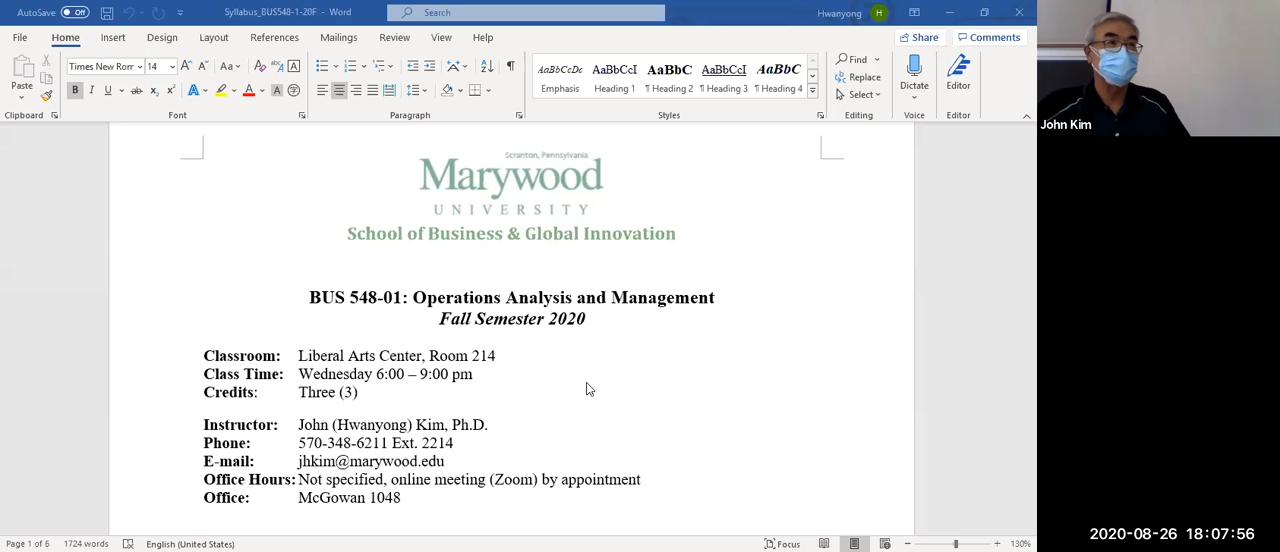 AutoSave Off
Syllabus_BUS548-1-20F - Word
Search
Hwanyong H
File Home Insert Design Layout References Mailings Review View Help
Share Comments
Paste
Times New Rorr 14
AaBbCcDc AaBbCcI AaBbC AaBbCcI AaBbC
Emphasis Heading 1 ¶ Heading 2 ¶ Heading 3 ¶ Heading 4
Find
Replace
Select
Dictate
Editor
Clipboard Font Paragraph Styles Editing Voice Editor
John Kim
Scranton, Pennsylvania
Marywood
UNIVERSITY
School of Business & Global Innovation
BUS 548-01: Operations Analysis and Management
Fall Semester 2020
Classroom: Liberal Arts Center, Room 214
Class Time: Wednesday 6:00 – 9:00 pm
Credits: Three (3)
Instructor: John (Hwanyong) Kim, Ph.D.
Phone: 570-348-6211 Ext. 2214
E-mail: jhkim@marywood.edu
Office Hours: Not specified, online meeting (Zoom) by appointment
Office: McGowan 1048
2020-08-26 18:07:56
Page 1 of 6 1724 words English (United States) Focus 130%